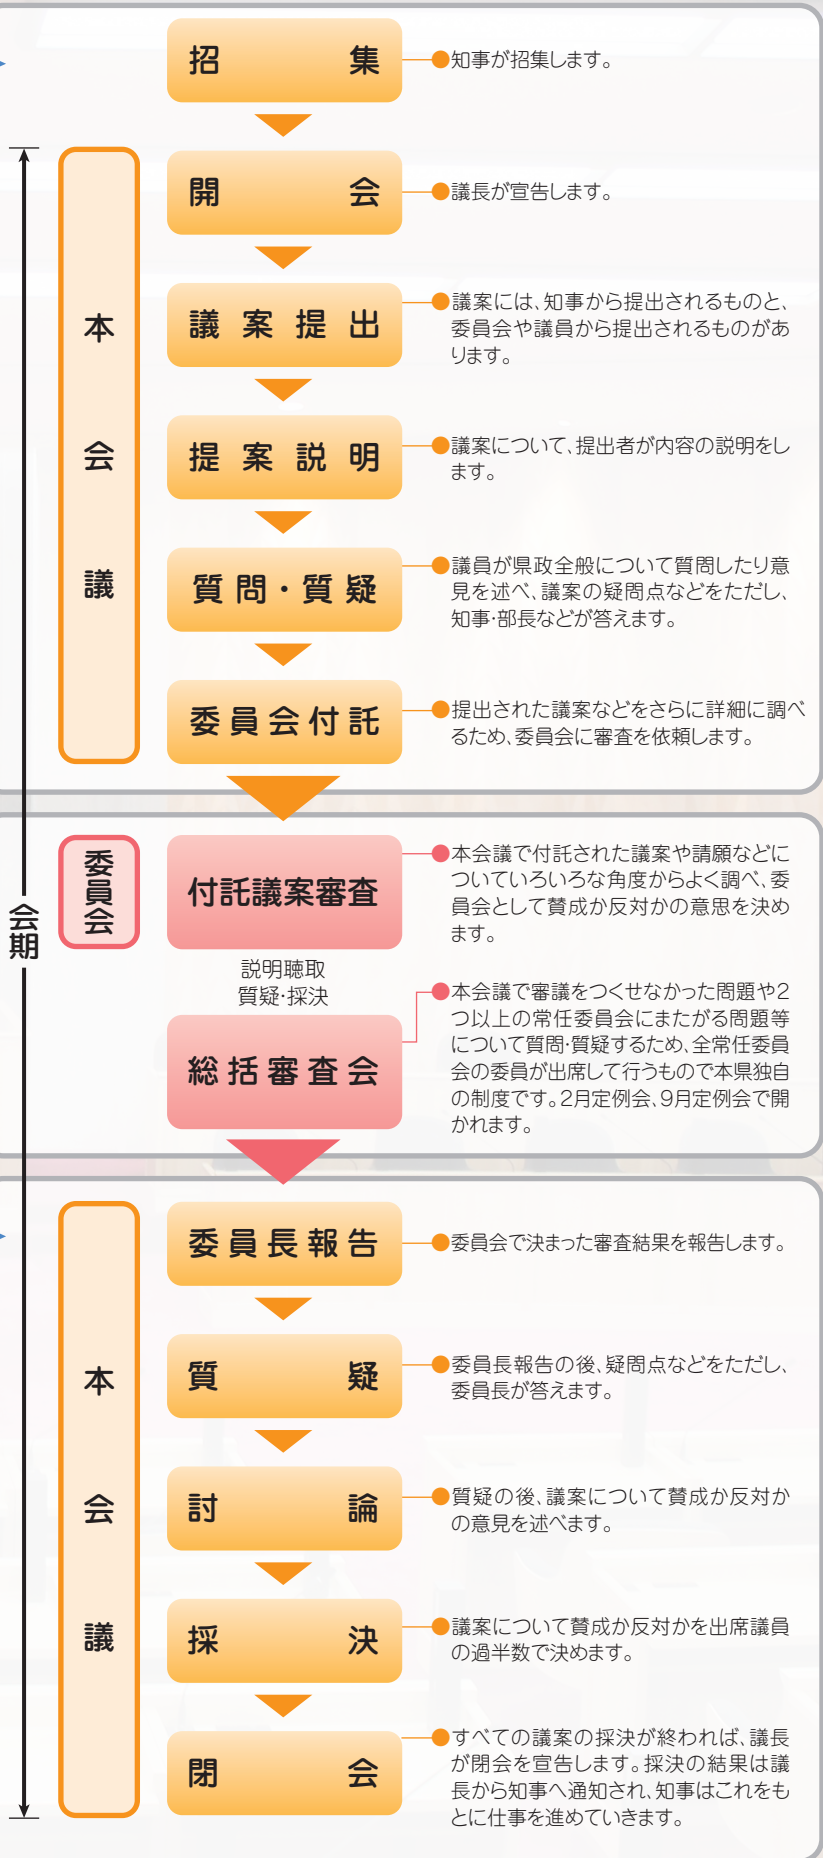 招集
知事が招集します。
本会議
開会
議長が宣告します。
議案提出
議案には、知事から提出されるものと、
委員会や議員から提出されるものがあ
ります。
提案説明
議案について、提出者が内容の説明をし
ます。
質問・質疑
議員が県政全般について質問したり意
見を述べ、議案の疑問点などをただし、
知事・部長などが答えます。
委員会付託
提出された議案などをさらに詳細に調べ
るため、委員会に審査を依頼します。
会期
委員会
付託議案審査
本会議で付託された議案や請願などに
ついていろいろな角度からよく調べ、委
員会として賛成か反対かの意思を決め
ます。
説明聴取
質疑・採決
総括審査会
本会議で審議をつくせなかった問題や2
つ以上の常任委員会にまたがる問題等
について質問・質疑するため、全常任委員
会の委員が出席して行うもので本県独自
の制度です。2月定例会、9月定例会で開
かれます。
本会議
委員長報告
委員会で決まった審査結果を報告します。
質疑
委員長報告の後、疑問点などをただし、
委員長が答えます。
討論
質疑の後、議案について賛成か反対か
の意見を述べます。
採決
議案について賛成か反対かを出席議員
の過半数で決めます。
閉会
すべての議案の採決が終われば、議長
が閉会を宣告します。採決の結果は議
長から知事へ通知され、知事はこれをも
とに仕事を進めていきます。